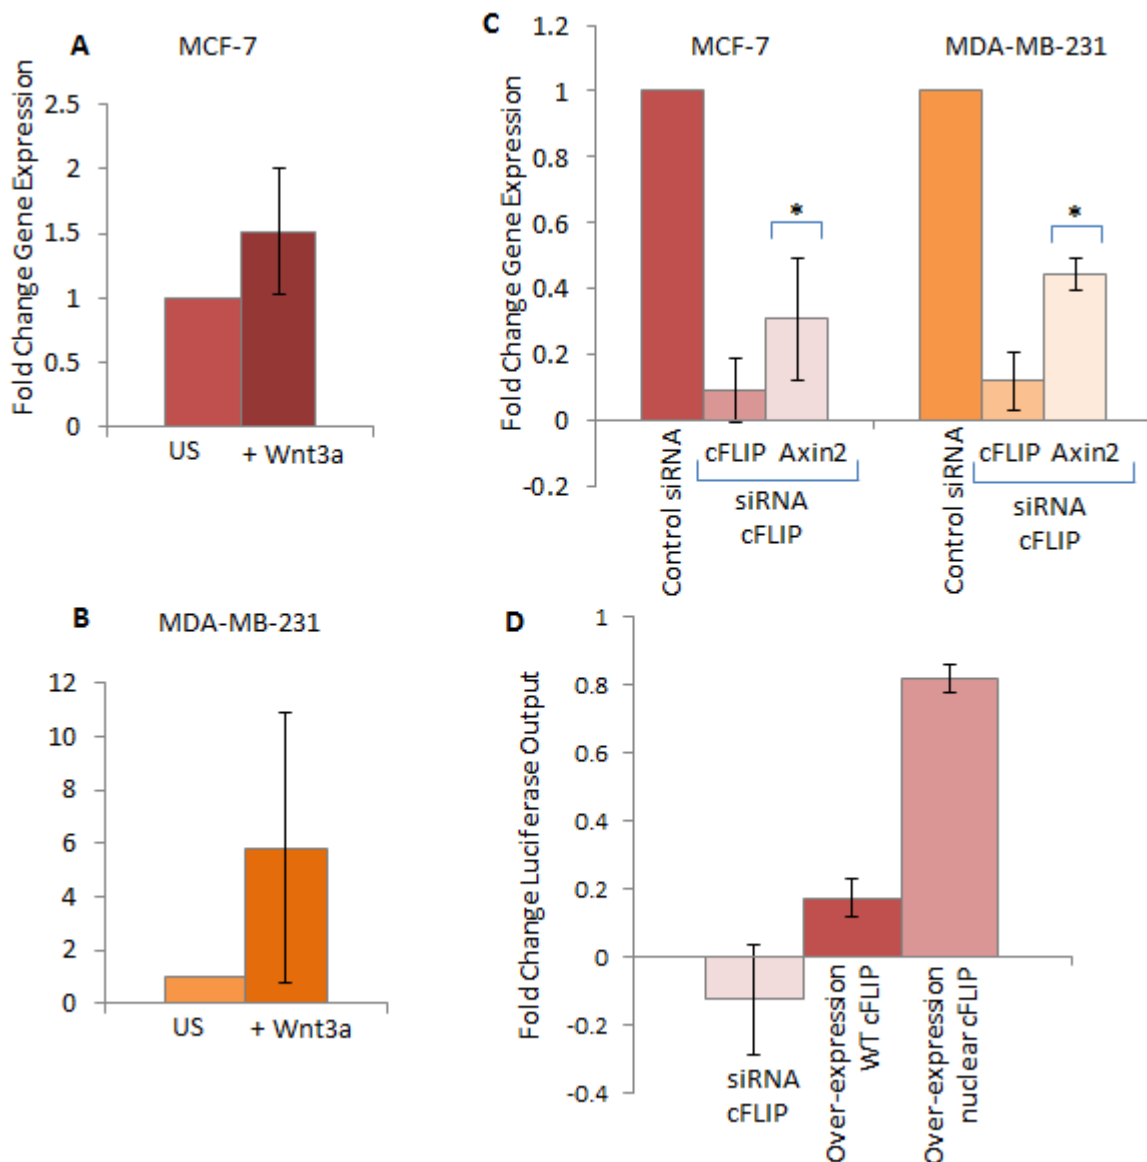 A
MCF-7
Fold Change Gene Expression
2.5
2
1.5
1
0.5
0
US
+ Wnt3a
B
MDA-MB-231
12
10
8
6
4
2
0
US
+ Wnt3a
C
MCF-7
MDA-MB-231
Fold Change Gene Expression
1.2
1
0.8
0.6
0.4
0.2
0
-0.2
*
*
Control siRNA
cFLIP Axin2
siRNA
cFLIP
Control siRNA
cFLIP Axin2
siRNA
cFLIP
D
Fold Change Luciferase Output
1
0.8
0.6
0.4
0.2
0
-0.2
-0.4
siRNA
cFLIP
Over-expression
WT cFLIP
Over-expression
nuclear cFLIP